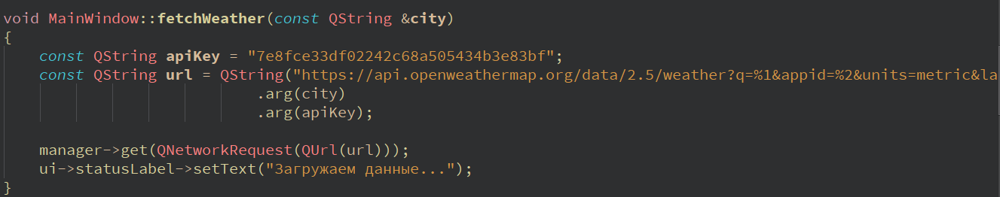 void MainWindow::fetchWeather(const QString &city)
{
    const QString apiKey = "7e8fce33df02242c68a505434b3e83bf";
    const QString url = QString("https://api.openweathermap.org/data/2.5/weather?q=%1&appid=%2&units=metric&la
                        .arg(city)
                        .arg(apiKey);
    manager->get(QNetworkRequest(QUrl(url)));
    ui->statusLabel->setText("Загружаем данные...");
}